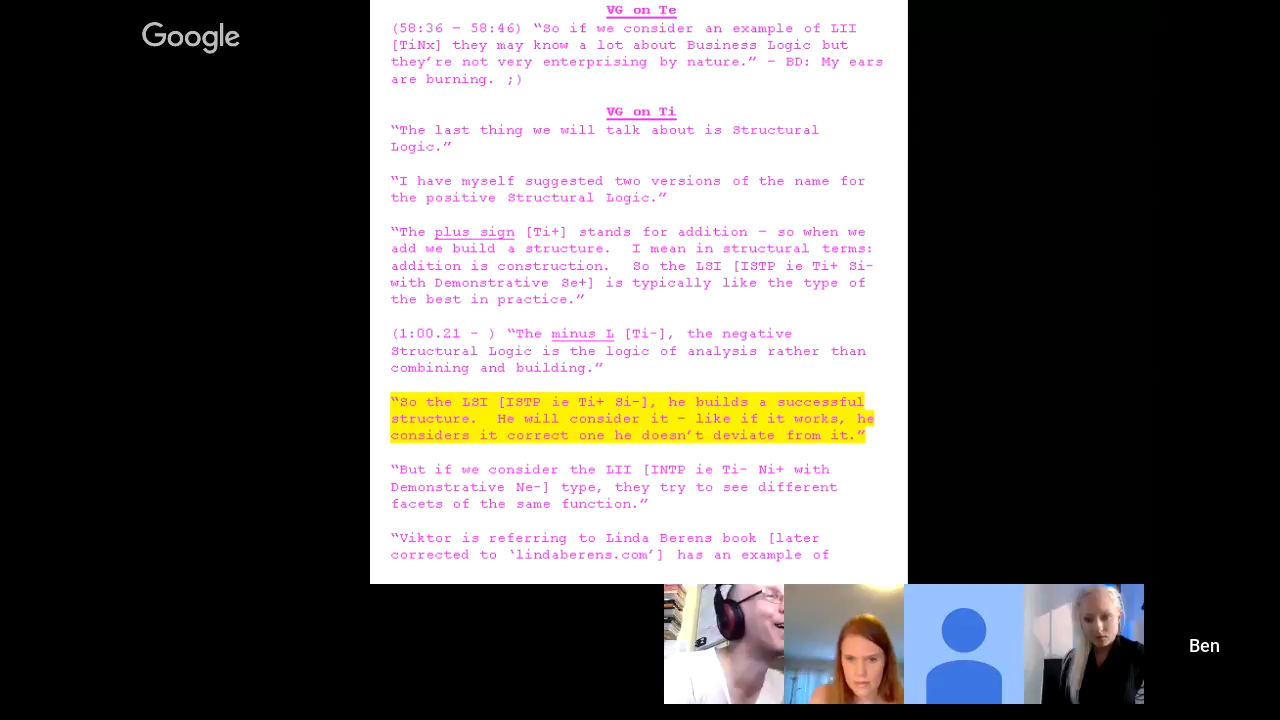 Google
VG on Te
(58:36 – 58:46) “So if we consider an example of LII
[TiNx] they may know a lot about Business Logic but
they’re not very enterprising by nature.” – BD: My ears
are burning. ;)
VG on Ti
“The last thing we will talk about is Structural
Logic.”
“I have myself suggested two versions of the name for
the positive Structural Logic.”
“The plus sign [Ti+] stands for addition – so when we
add we build a structure.  I mean in structural terms:
addition is construction.  So the LSI [ISTP ie Ti+ Si-
with Demonstrative Se+] is typically like the type of
the best in practice.”
(1:00.21 - ) “The minus L [Ti-], the negative
Structural Logic is the logic of analysis rather than
combining and building.”
“So the LSI [ISTP ie Ti+ Si-], he builds a successful
structure.  He will consider it – like if it works, he
considers it correct one he doesn’t deviate from it.”
“But if we consider the LII [INTP ie Ti- Ni+ with
Demonstrative Ne-] type, they try to see different
facets of the same function.”
“Viktor is referring to Linda Berens book [later
corrected to ‘lindaberens.com’] has an example of
Ben